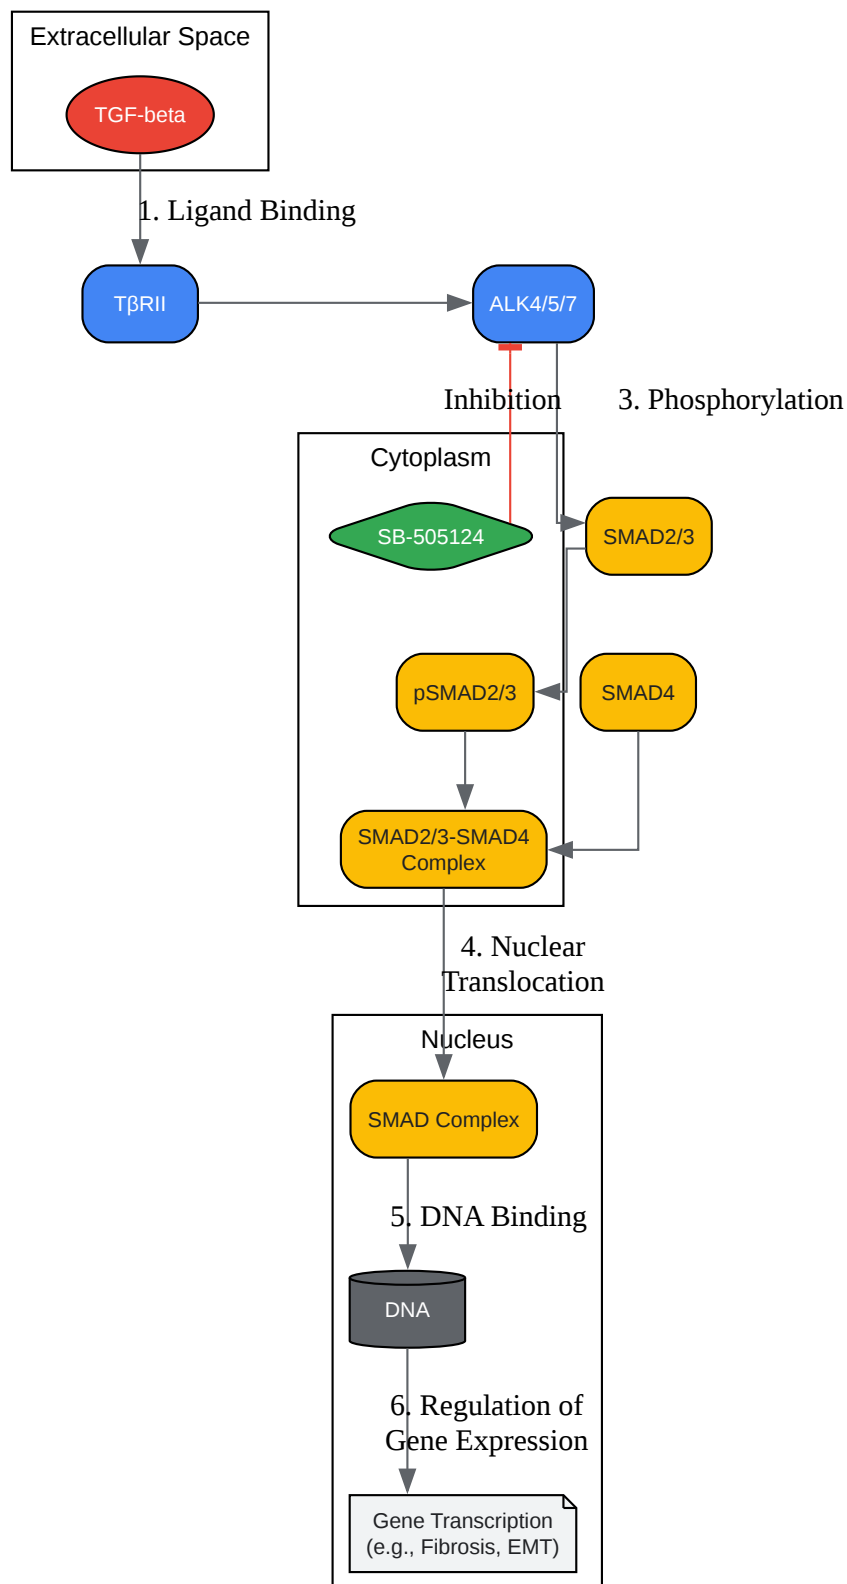 Extracellular Space
TGF-beta
1. Ligand Binding
TβRII
ALK4/5/7
Inhibition
3. Phosphorylation
Cytoplasm
SB-505124
SMAD2/3
pSMAD2/3
SMAD4
SMAD2/3-SMAD4
Complex
4. Nuclear
Translocation
Nucleus
SMAD Complex
5. DNA Binding
DNA
6. Regulation of
Gene Expression
Gene Transcription
(e.g., Fibrosis, EMT)